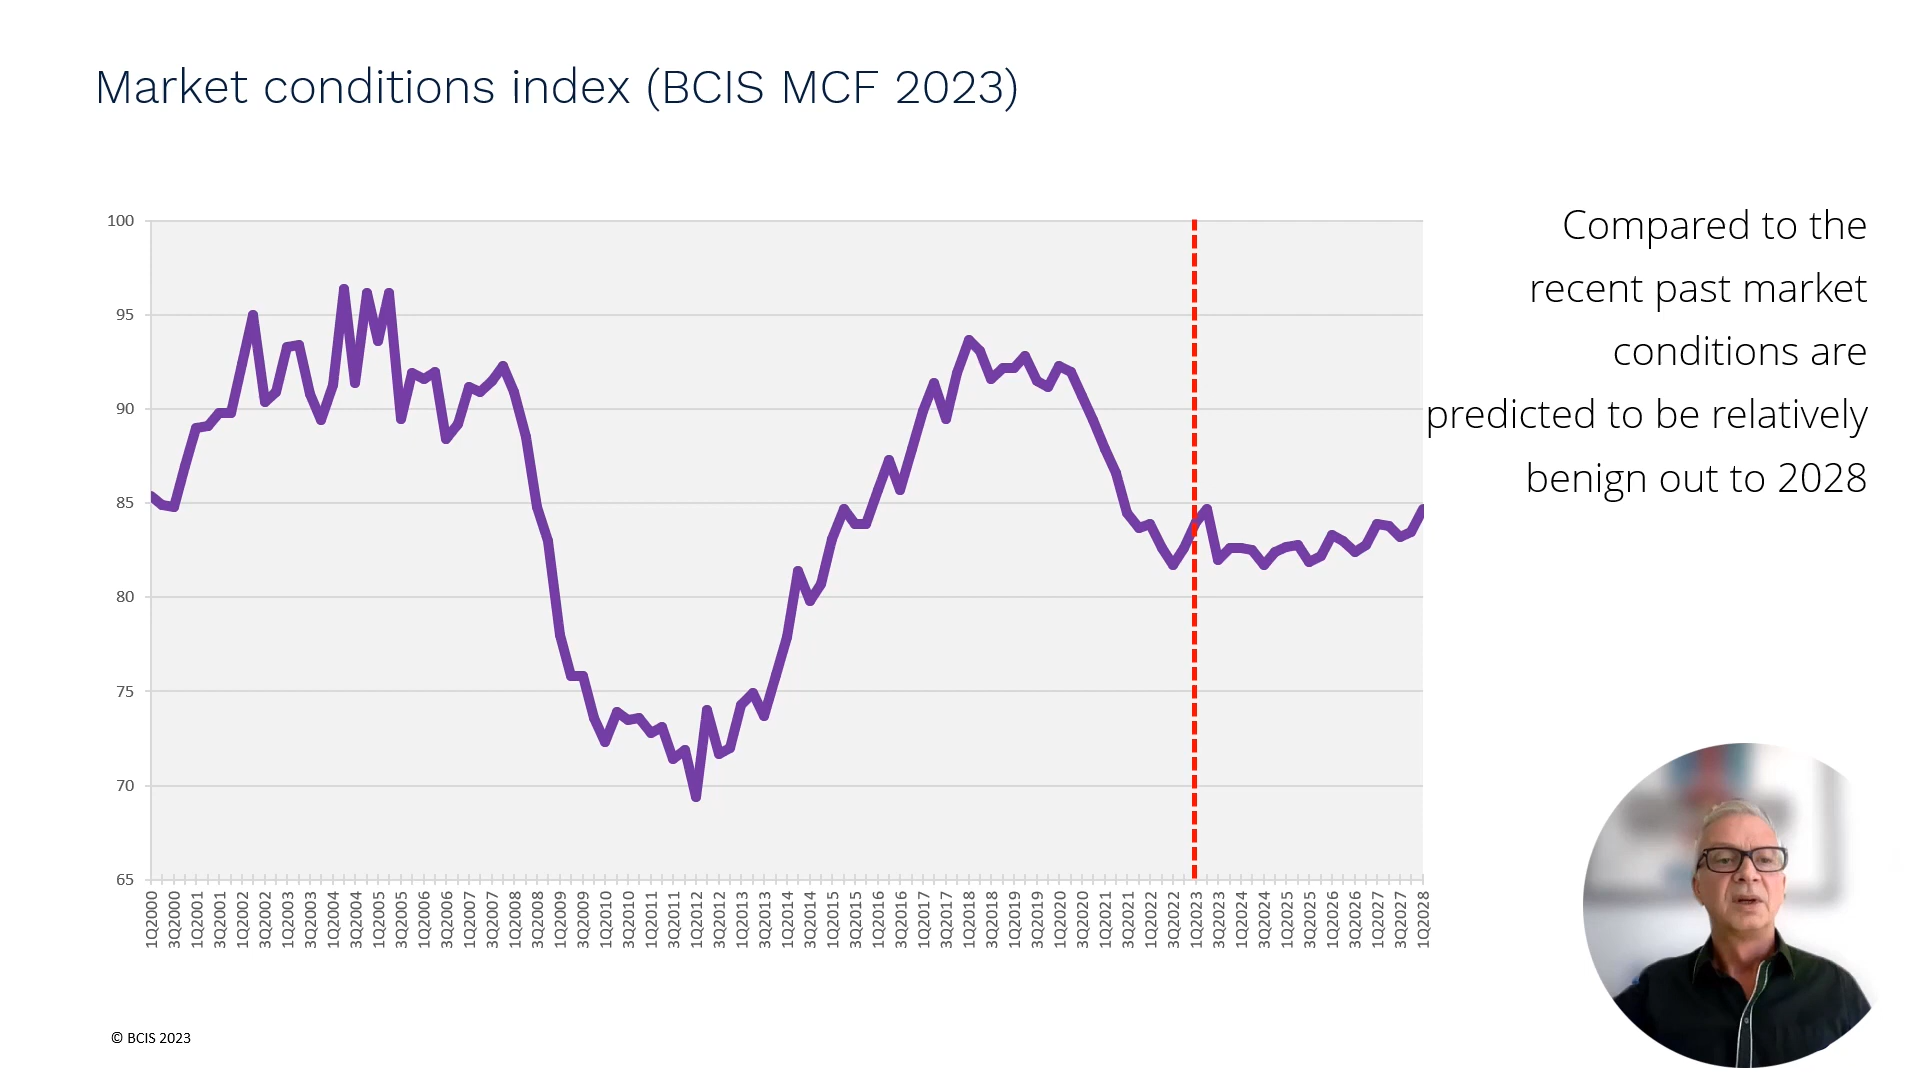 Market conditions index (BCIS MCF 2023)
Compared to the
recent past market
conditions are
predicted to be relatively
benign out to 2028
100
95
90
85
80
75
70
65
1Q2000
3Q2000
1Q2001
3Q2001
1Q2002
3Q2002
1Q2003
3Q2003
1Q2004
3Q2004
1Q2005
3Q2005
1Q2006
3Q2006
1Q2007
3Q2007
1Q2008
3Q2008
1Q2009
3Q2009
1Q2010
3Q2010
1Q2011
3Q2011
1Q2012
3Q2012
1Q2013
3Q2013
1Q2014
3Q2014
1Q2015
3Q2015
1Q2016
3Q2016
1Q2017
3Q2017
1Q2018
3Q2018
1Q2019
3Q2019
1Q2020
3Q2020
1Q2021
3Q2021
1Q2022
3Q2022
1Q2023
3Q2023
1Q2024
3Q2024
1Q2025
3Q2025
1Q2026
3Q2026
1Q2027
3Q2027
1Q2028
© BCIS 2023